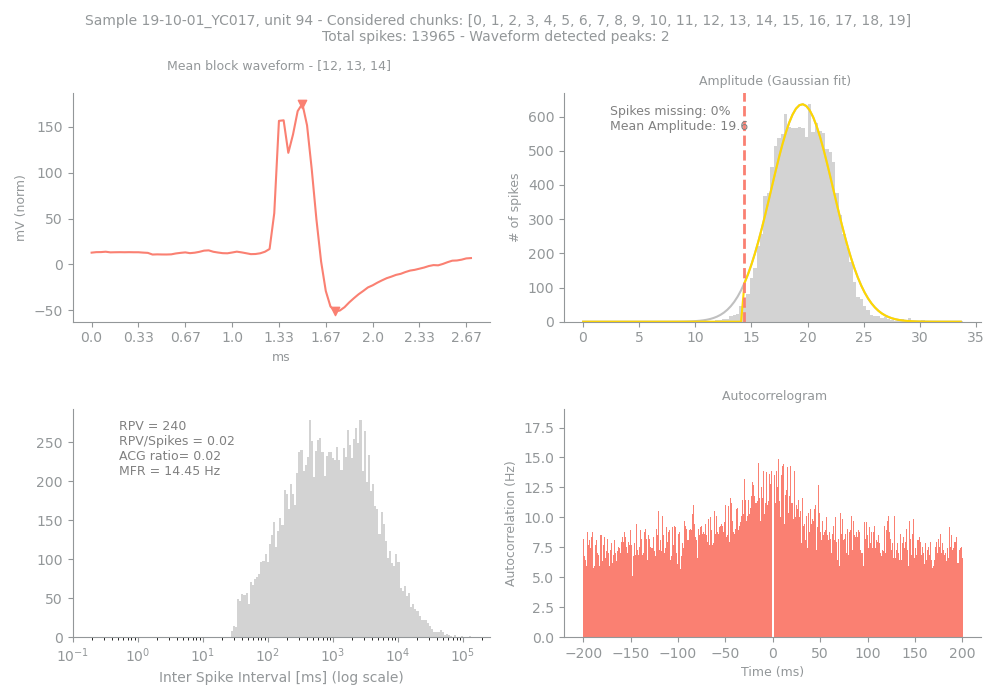 Sample 19-10-01_YC017, unit 94 - Considered chunks: [0, 1, 2, 3, 4, 5, 6, 7, 8, 9, 10, 11, 12, 13, 14, 15, 16, 17, 18, 19]
Total spikes: 13965 - Waveform detected peaks: 2
Mean block waveform - [12, 13, 14]
mV (norm)
150
100
50
0
−50
0.0 0.33 0.67 1.0 1.33 1.67 2.0 2.33 2.67
ms
Amplitude (Gaussian fit)
Spikes missing: 0%
Mean Amplitude: 19.6
# of spikes
600
500
400
300
200
100
0
0 5 10 15 20 25 30 35
RPV = 240
RPV/Spikes = 0.02
ACG ratio= 0.02
MFR = 14.45 Hz
250
200
150
100
50
0
10⁻¹ 10⁰ 10¹ 10² 10³ 10⁴ 10⁵
Inter Spike Interval [ms] (log scale)
Autocorrelogram
Autocorrelation (Hz)
17.5
15.0
12.5
10.0
7.5
5.0
2.5
0.0
−200 −150 −100 −50 0 50 100 150 200
Time (ms)